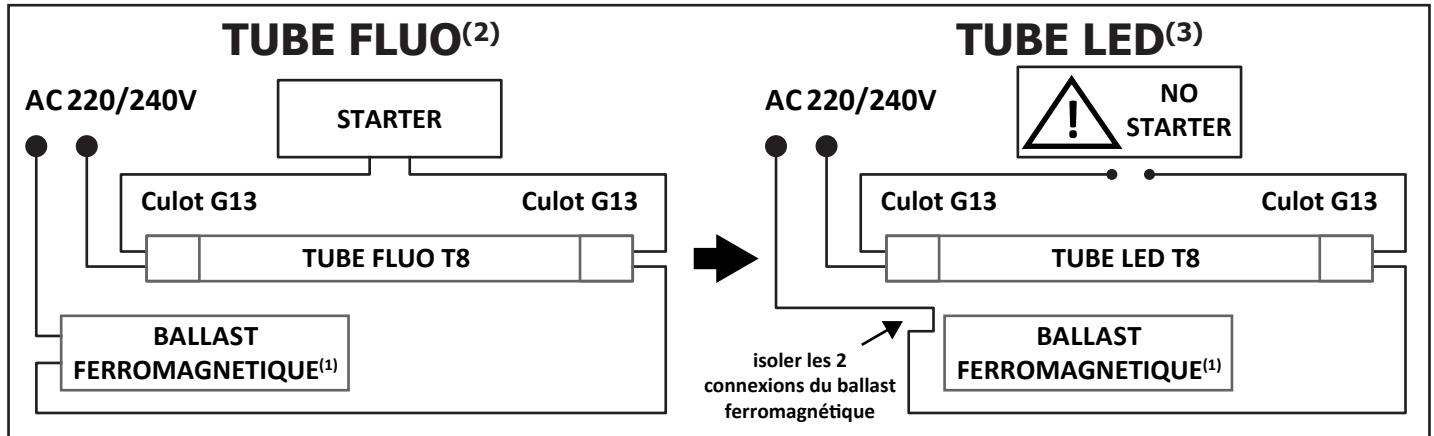 TUBE FLUO(2)
AC 220/240V
STARTER
Culot G13
Culot G13
TUBE FLUO T8
BALLAST
FERROMAGNETIQUE(1)
TUBE LED(3)
AC 220/240V
!
NO
STARTER
Culot G13
Culot G13
TUBE LED T8
isoler les 2
connexions du ballast
ferromagnétique
BALLAST
FERROMAGNETIQUE(1)